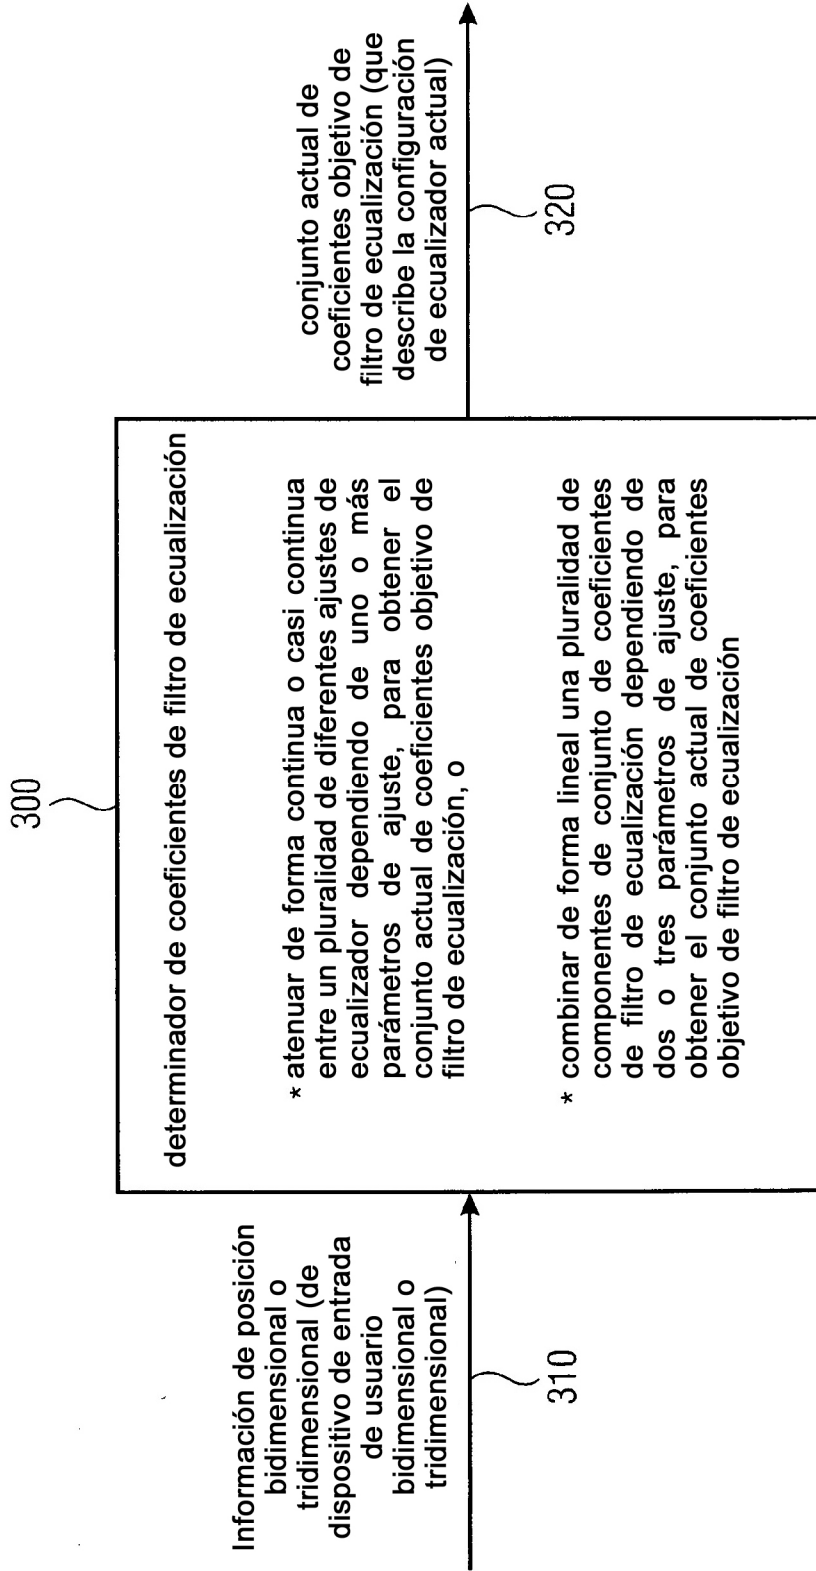 300
determinador de coeficientes de filtro de ecualización
Información de posición
bidimensional o
tridimensional (de
dispositivo de entrada
de usuario
bidimensional o
tridimensional)
310
* atenuar de forma continua o casi continua
entre un pluralidad de diferentes ajustes de
ecualizador dependiendo de uno o más
parámetros de ajuste, para obtener el
conjunto actual de coeficientes objetivo de
filtro de ecualización, o
* combinar de forma lineal una pluralidad de
componentes de conjunto de coeficientes
de filtro de ecualización dependiendo de
dos o tres parámetros de ajuste, para
obtener el conjunto actual de coeficientes
objetivo de filtro de ecualización
conjunto actual de
coeficientes objetivo de
filtro de ecualización (que
describe la configuración
de ecualizador actual)
320